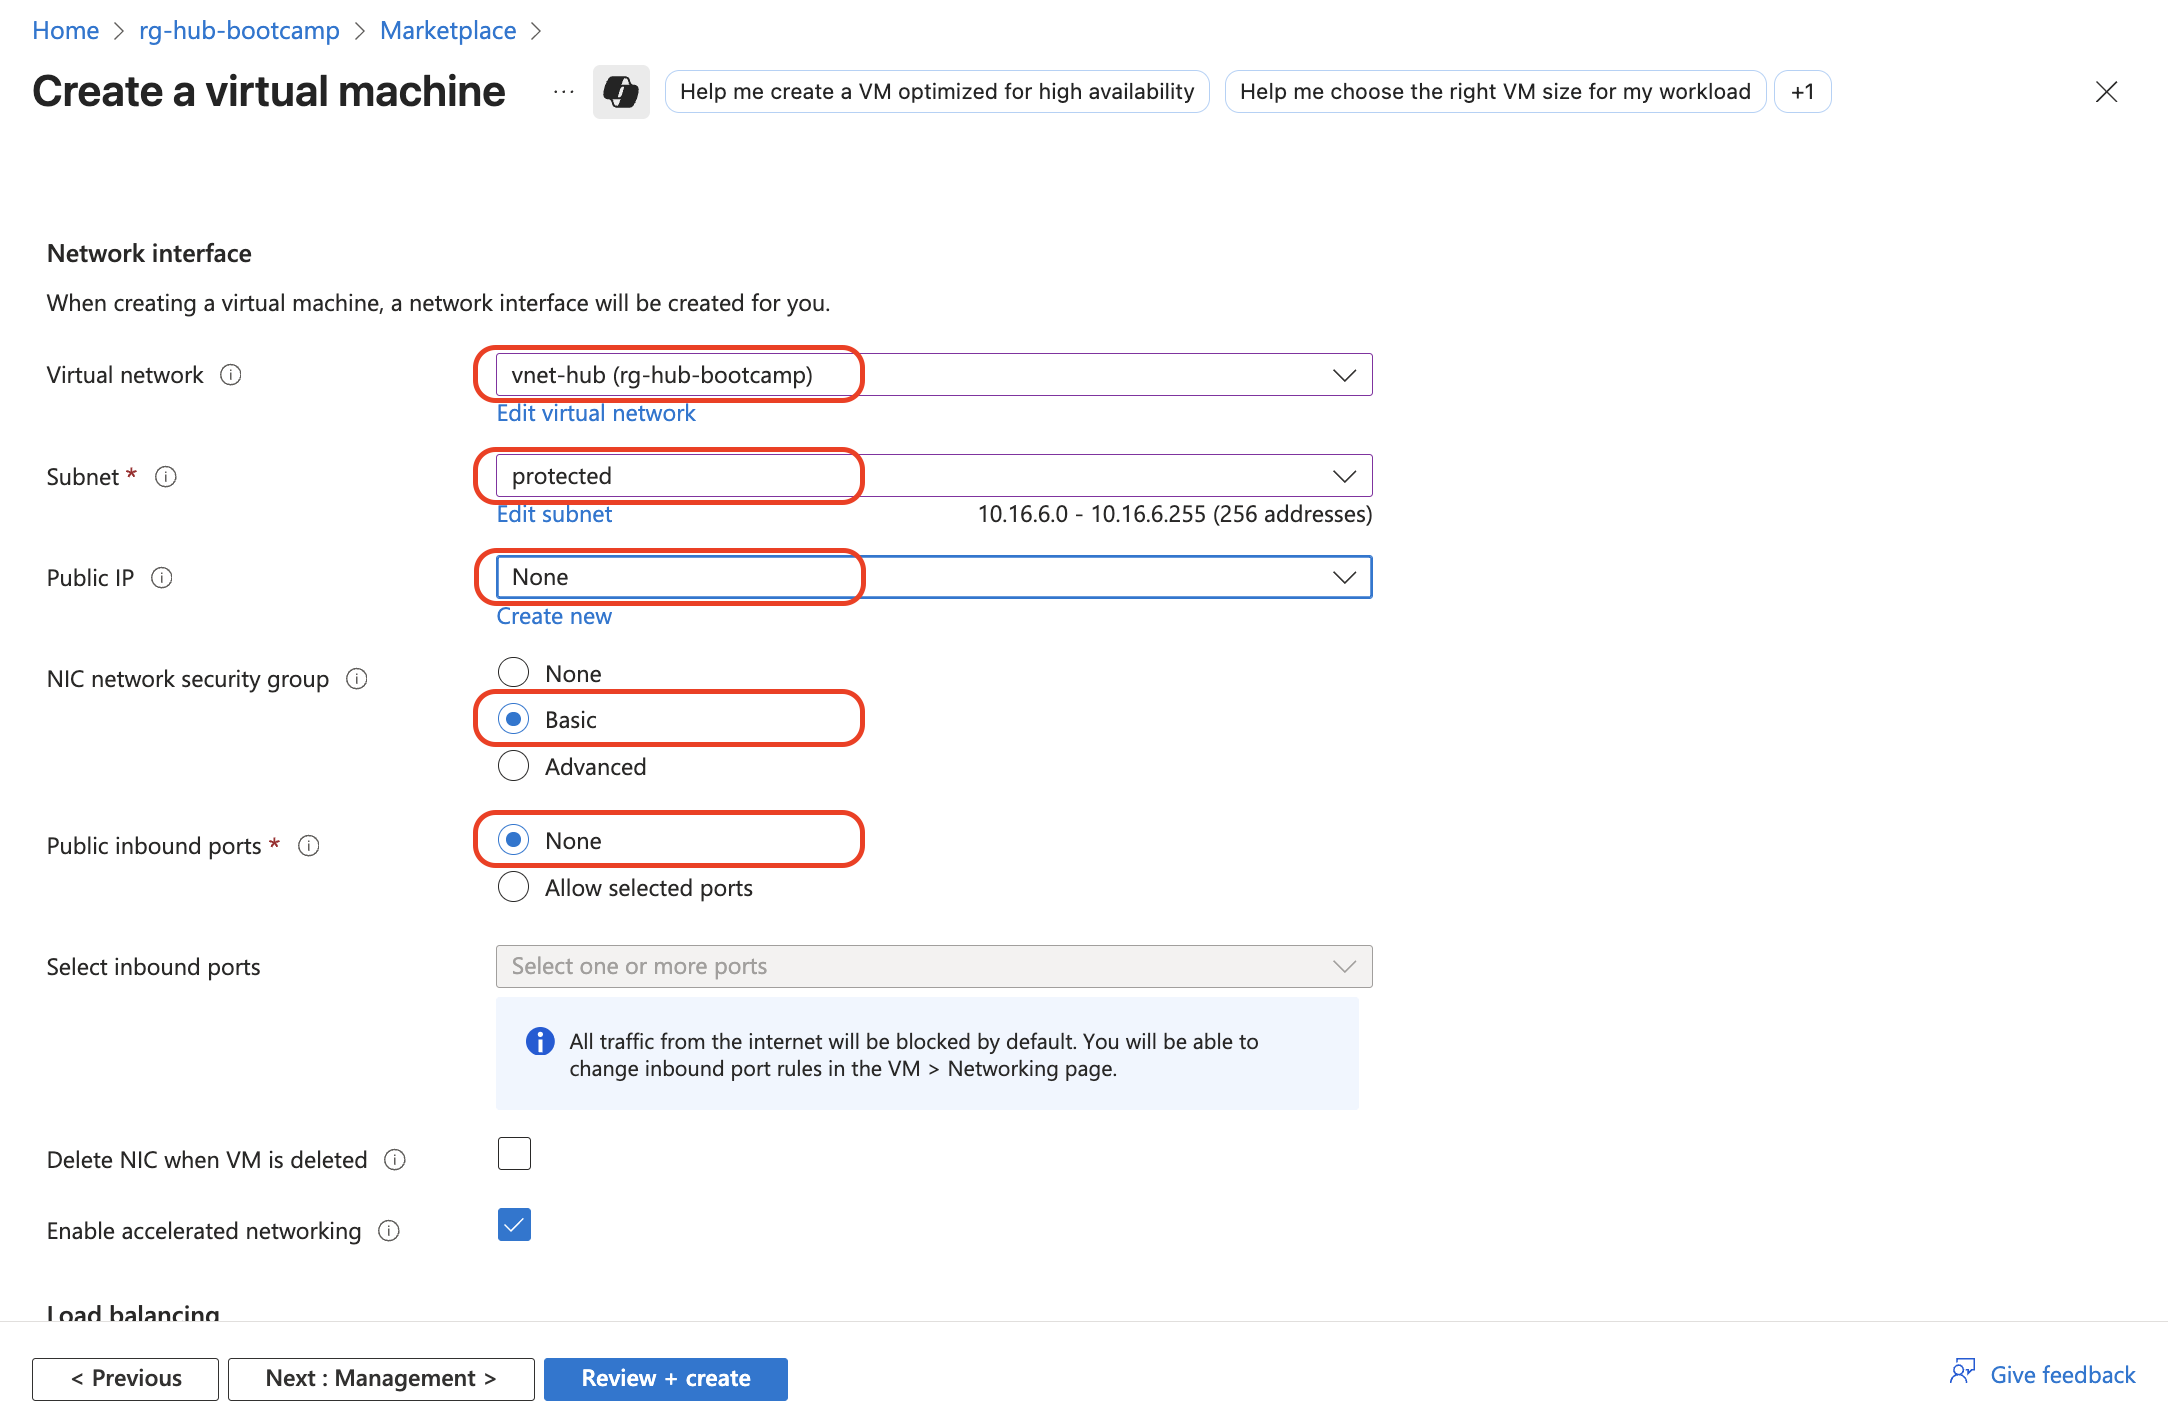 Home > rg-hub-bootcamp > Marketplace >
Create a virtual machine ... Help me create a VM optimized for high availability Help me choose the right VM size for my workload +1
Network interface
When creating a virtual machine, a network interface will be created for you.
Virtual network vnet-hub (rg-hub-bootcamp)
Edit virtual network
Subnet * protected
Edit subnet 10.16.6.0 - 10.16.6.255 (256 addresses)
Public IP None
Create new
NIC network security group None
Basic
Advanced
Public inbound ports * None
Allow selected ports
Select inbound ports Select one or more ports
All traffic from the internet will be blocked by default. You will be able to
change inbound port rules in the VM > Networking page.
Delete NIC when VM is deleted
Enable accelerated networking
Load balancing
< Previous Next : Management > Review + create Give feedback